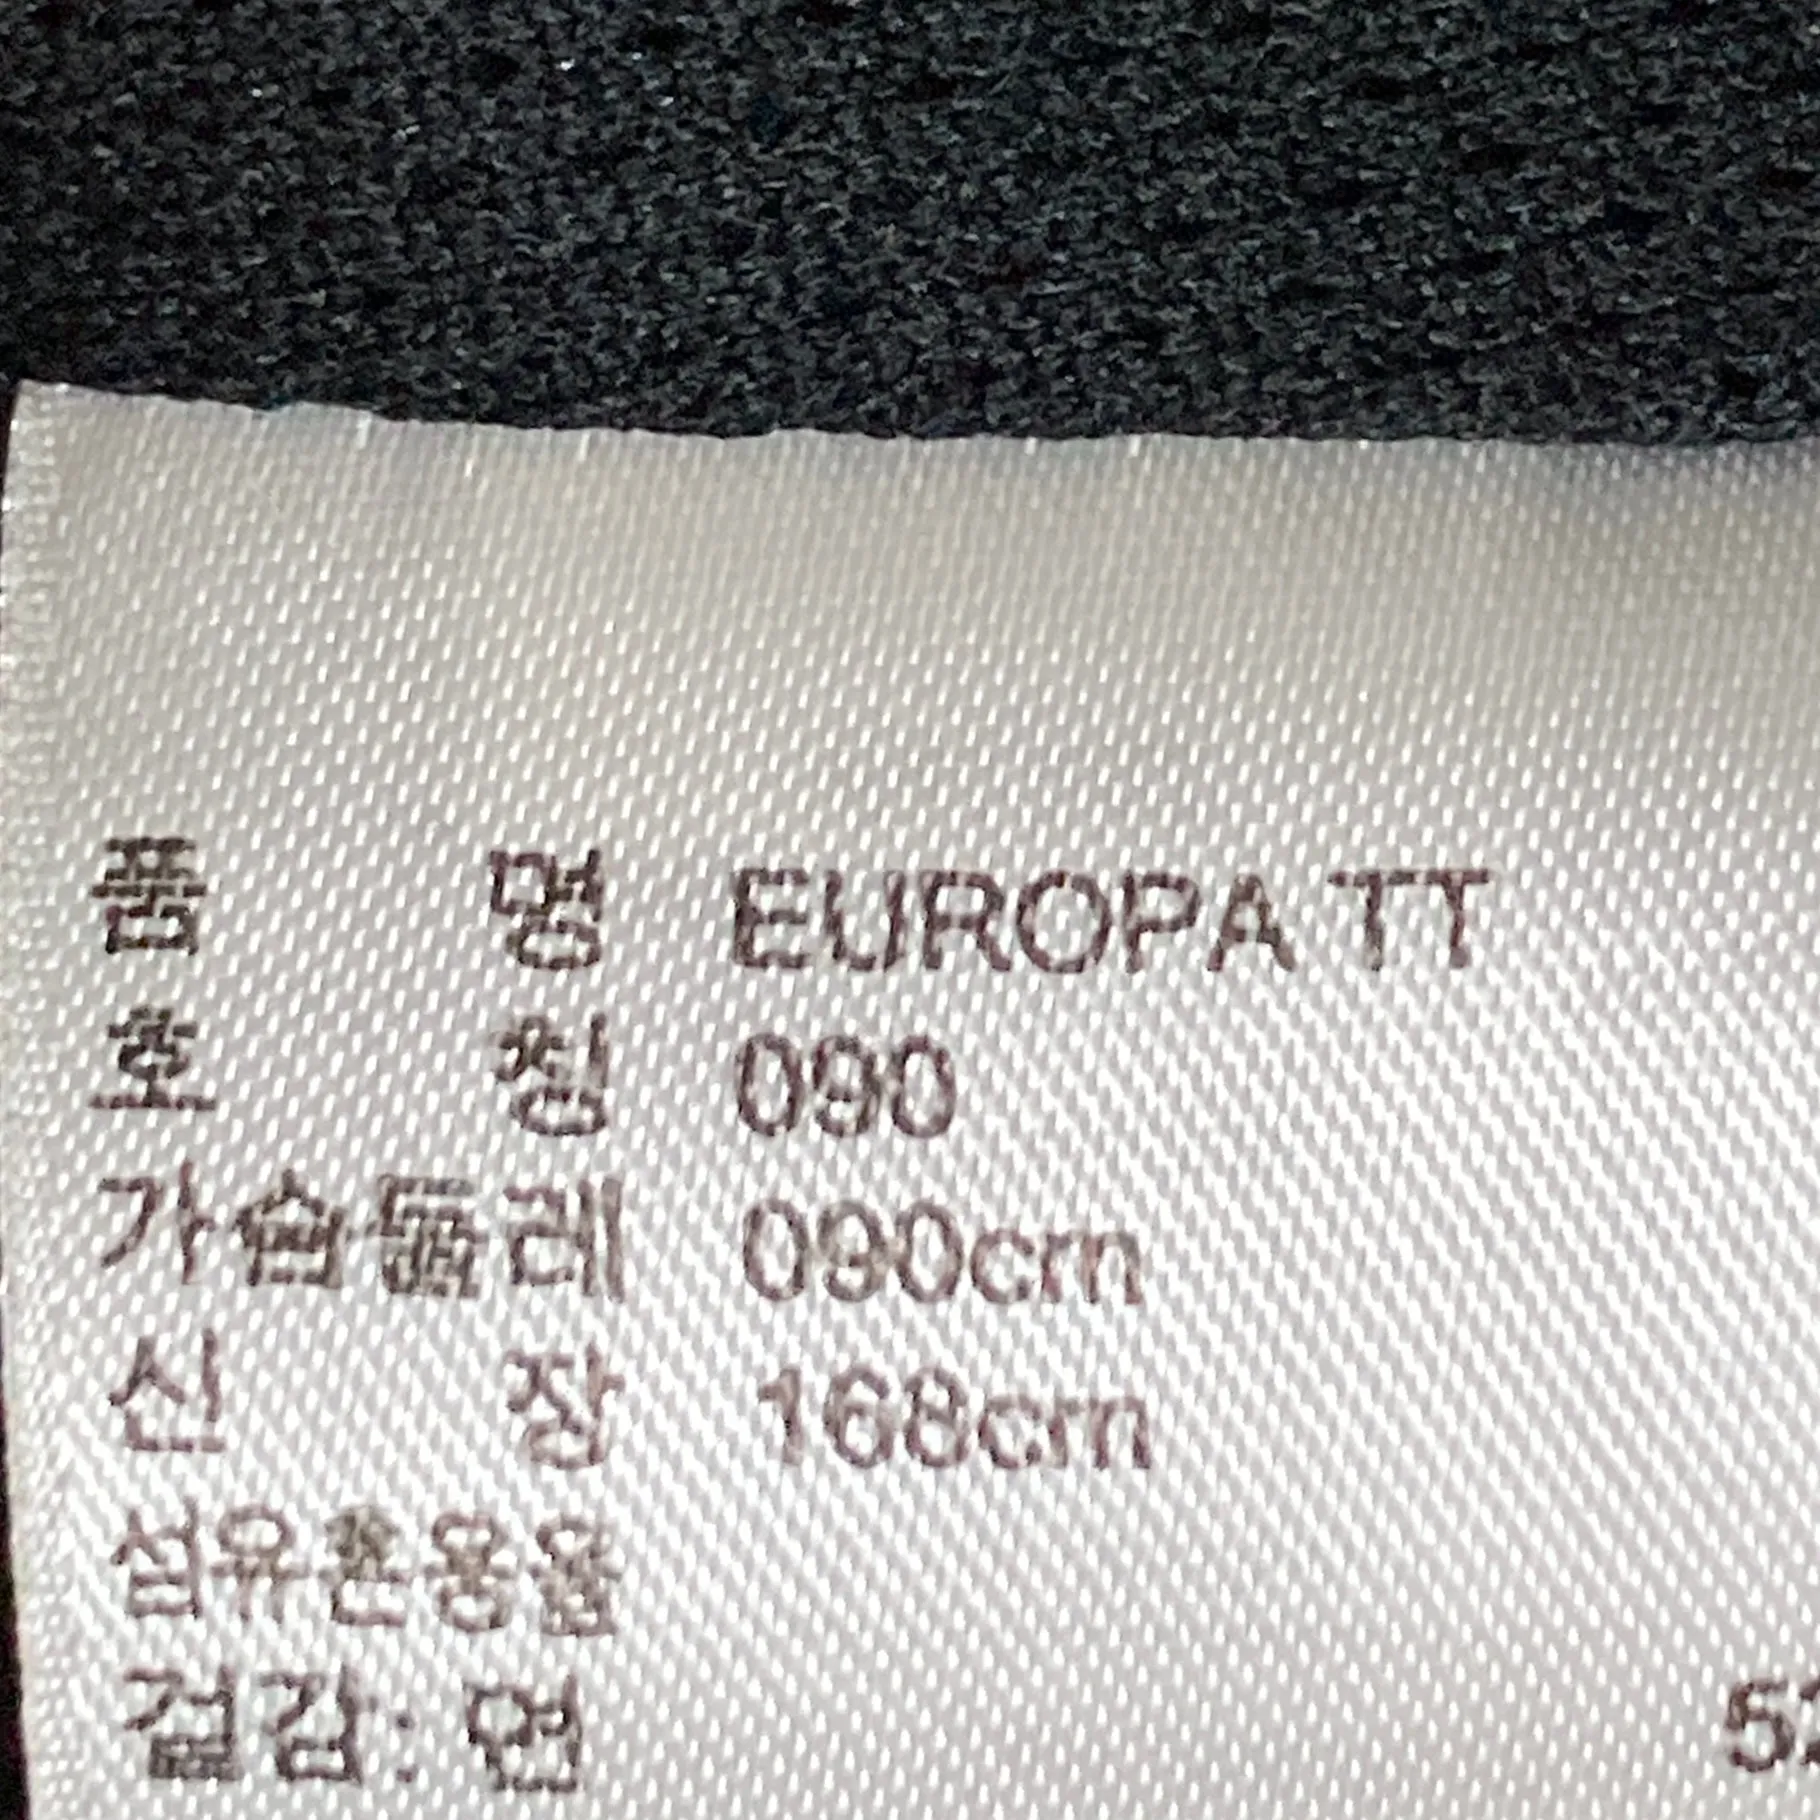 품 명 EUROPA TT
호 칭 090
가슴둘레 090cm
신 장 168cm
섬유혼용율
겉감: 면 52